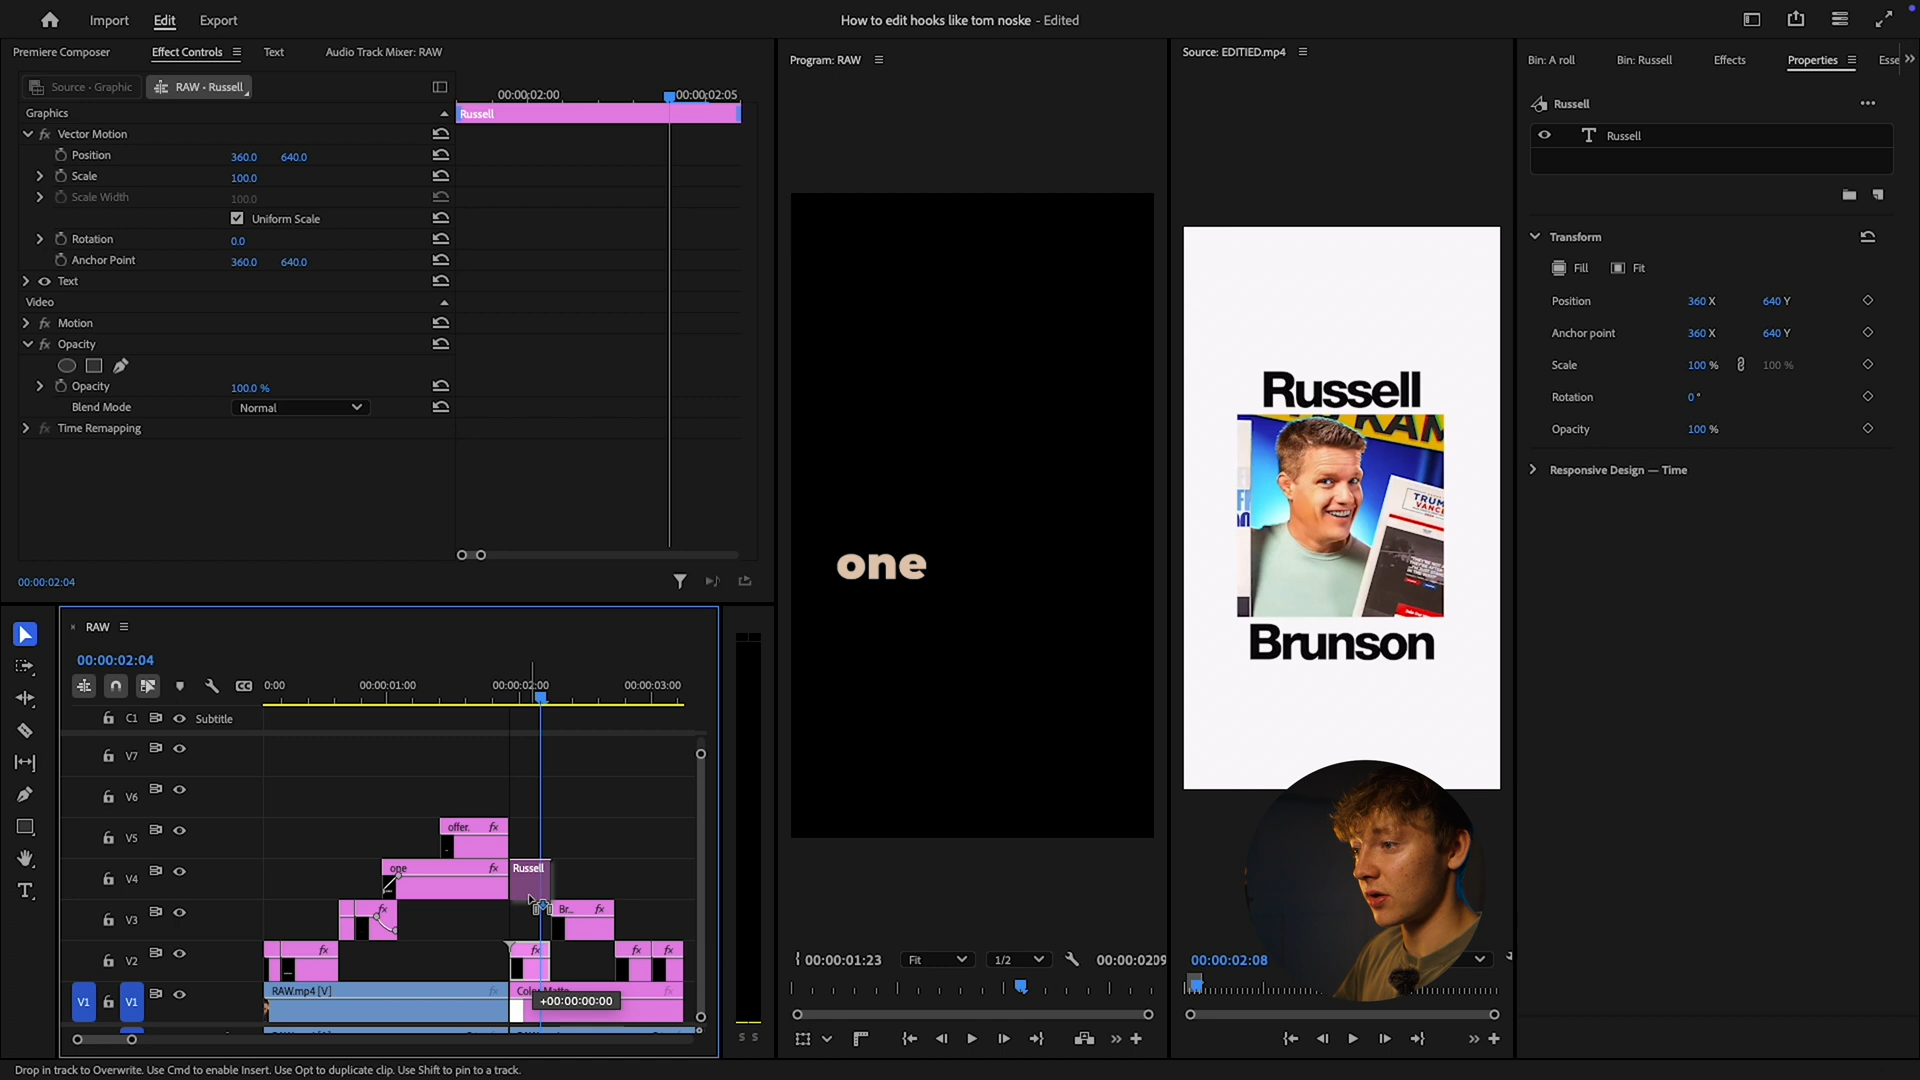 Import
Edit
Export
How to edit hooks like tom noske - Edited
Premiere Composer
Effect Controls
Text
Audio Track Mixer: RAW
Source - Graphic
RAW - Russell
00:00:02:00
00:00:02:05
Graphics
Russell
Vector Motion
Position
360.0
640.0
Scale
100.0
Scale Width
100.0
Uniform Scale
Rotation
0.0
Anchor Point
360.0
640.0
Text
Video
Motion
Opacity
Opacity
100.0 %
Blend Mode
Normal
Time Remapping
00:00:02:04
Program: RAW
one
00:00:01:23
Fit
1/2
Source: EDITIED.mp4
Russell
TRUMP
VANCE
Brunson
00:00:02:08
Bin: A roll
Bin: Russell
Effects
Properties
Russell
Russell
Transform
Fill
Fit
Position
360 X
640 Y
Anchor point
360 X
640 Y
Scale
100 %
100 %
Rotation
0 °
Opacity
100 %
Responsive Design — Time
RAW
00:00:02:04
0:00
00:00:01:00
00:00:02:00
00:00:03:00
C1
Subtitle
V7
V6
V5
offer.
fx
V4
one
fx
Russell
V3
fx
Br...
fx
V2
fx
fx
fx
fx
V1
V1
RAW.mp4 [V]
fx
+00:00:00:00
S S
Drop in track to Overwrite. Use Cmd to enable Insert. Use Opt to duplicate clip. Use Shift to pin to a track.